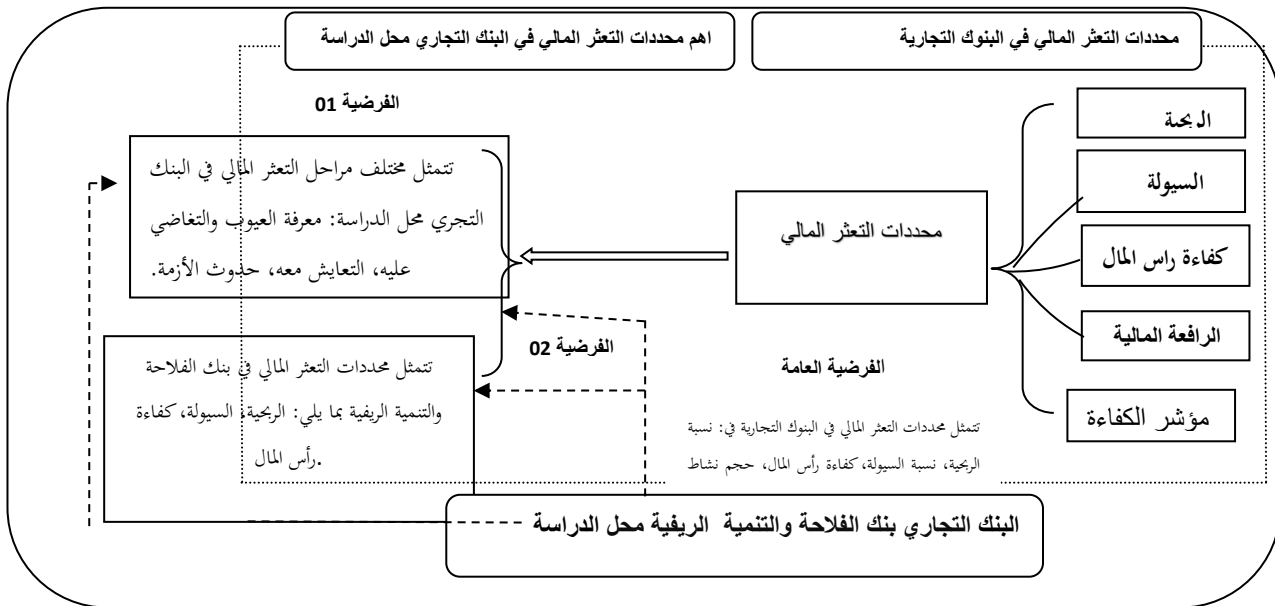 محددات التعثر المالي في البنوك التجارية
اهم محددات التعثر المالي في البنك التجاري محل الدراسة
الفرضية 01
السيولة
كفاءة راس المال
الرافعة المالية
مؤشر الكفاءة
محددات التعثر المالي
تتمثل مختلف مراحل التعثر المالي في البنك
التجري محل الدراسة: معرفة العيوب والتغاضي
عليه، التعايش معه، حدوث الأزمة.
الفرضية 02
الفرضية العامة
تتمثل محددات التعثر المالي في البنوك التجارية في: نسبة
الربحية، نسبة السيولة، كفاءة رأس المال، حجم نشاط
تتمثل محددات التعثر المالي في بنك الفلاحة
والتنمية الريفية بما يلي: الربحية، السيولة، كفاءة
رأس المال.
البنك التجاري بنك الفلاحة والتنمية الريفية محل الدراسة